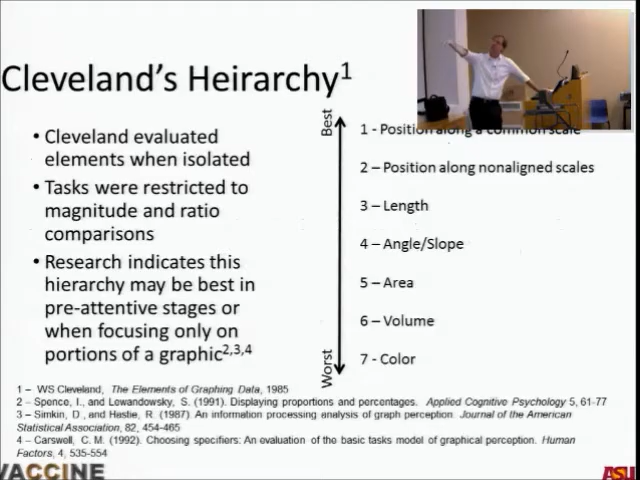 Cleveland's Heirarchy1
• Cleveland evaluated
elements when isolated
• Tasks were restricted to
magnitude and ratio
comparisons
• Research indicates this
hierarchy may be best in
pre-attentive stages or
when focusing only on
portions of a graphic2,3,4
Best
Worst
1 - Position along a common scale
2 – Position along nonaligned scales
3 – Length
4 – Angle/Slope
5 – Area
6 – Volume
7 - Color
1 – WS Cleveland, The Elements of Graphing Data, 1985
2 – Spence, I., and Lewandowsky, S. (1991). Displaying proportions and percentages. Applied Cognitive Psychology 5, 61-77
3 – Simkin, D., and Hastie, R. (1987) An information processing analysis of graph perception. Journal of the American
Statistical Association, 82, 454-465
4 – Carswell, C. M. (1992). Choosing specifiers: An evaluation of the basic tasks model of graphical perception. Human
Factors, 4, 535-554
VACCINE
ASU